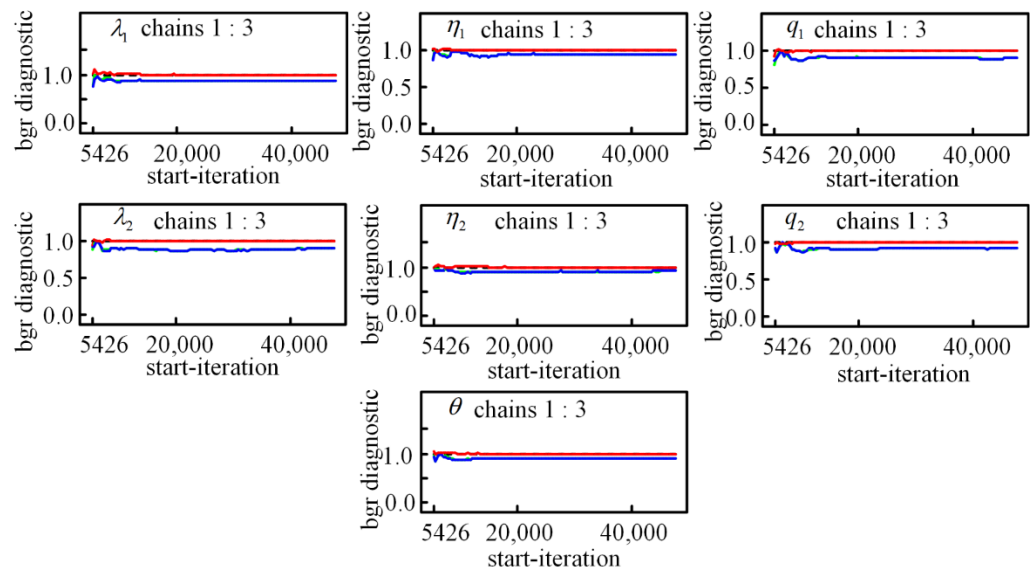 λ₁ chains 1 : 3
bgr diagnostic
1.0
0.0
5426 20,000 40,000
start-iteration
η₁ chains 1 : 3
bgr diagnostic
1.0
0.5
0.0
5426 20,000 40,000
start-iteration
q₁ chains 1 : 3
bgr diagnostic
1.0
0.5
0.0
5426 20,000 40,000
start-iteration
λ₂ chains 1 : 3
bgr diagnostic
1.0
0.5
0.0
5426 20,000 40,000
start-iteration
η₂ chains 1 : 3
bgr diagnostic
1.0
0.0
5426 20,000 40,000
start-iteration
q₂ chains 1 : 3
bgr diagnostic
1.0
0.5
0.0
5426 20,000 40,000
start-iteration
θ chains 1 : 3
bgr diagnostic
1.0
0.0
5426 20,000 40,000
start-iteration